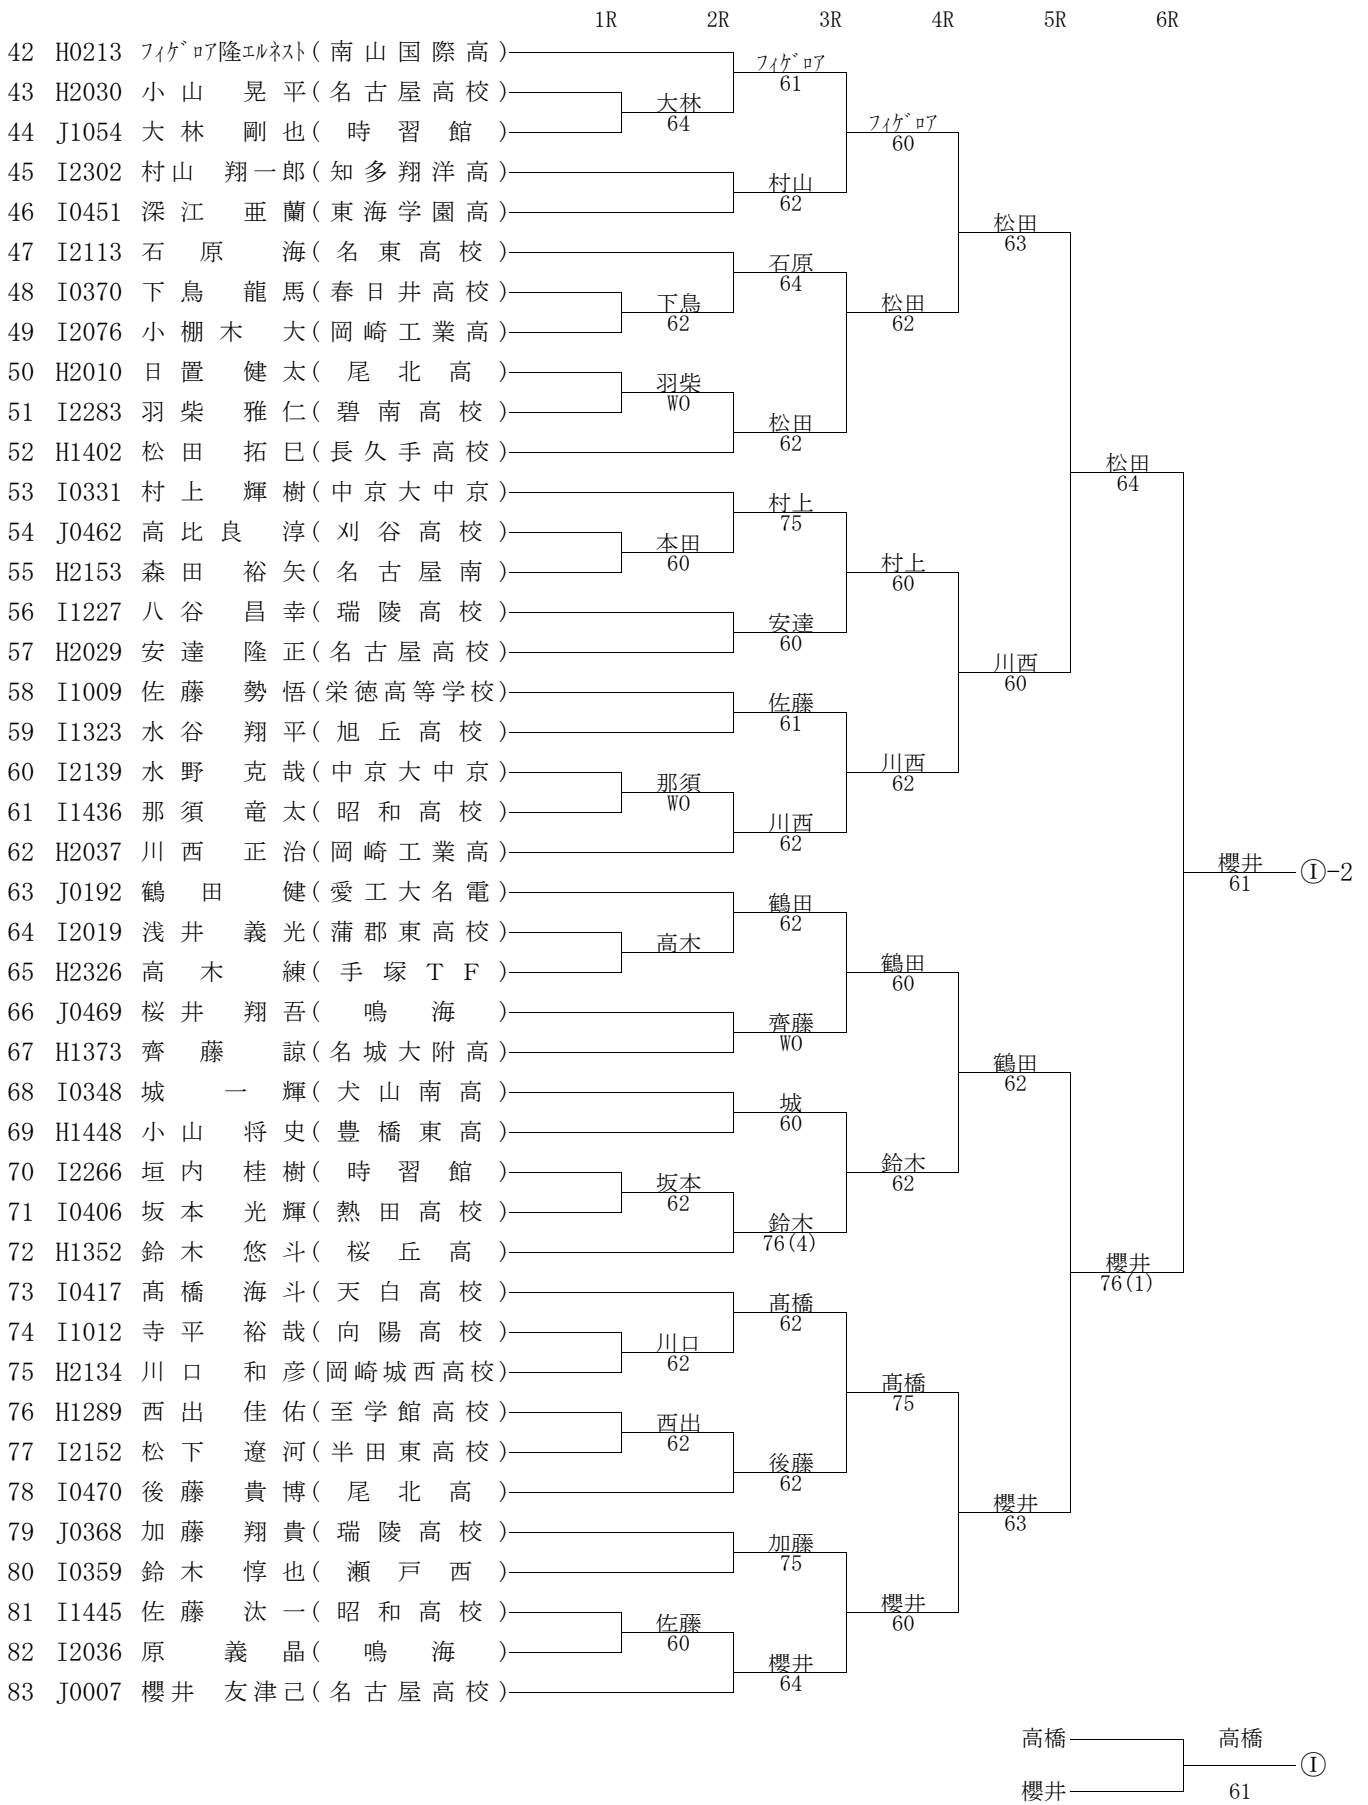 1R 2R 3R 4R 5R 6R
42 H0213 フィゲロア隆エルネスト(南山国際高)
フィゲロア
61
43 H2030 小山 晃平(名古屋高校)
大林
64
44 J1054 大林 剛也(時習館)
フィゲロア
60
45 I2302 村山 翔一郎(知多翔洋高)
村山
62
46 I0451 深江 亜蘭(東海学園高)
松田
63
47 I2113 石原 海(名東高校)
石原
64
48 I0370 下鳥 龍馬(春日井高校)
下鳥
62
松田
62
49 I2076 小棚木 大(岡崎工業高)
50 H2010 日置 健太(尾北高)
羽柴
WO
51 I2283 羽柴 雅仁(碧南高校)
松田
62
52 H1402 松田 拓巳(長久手高校)
松田
64
53 I0331 村上 輝樹(中京大中京)
村上
75
54 J0462 高比良 淳(刈谷高校)
本田
60
55 H2153 森田 裕矢(名古屋南)
村上
60
56 I1227 八谷 昌幸(瑞陵高校)
安達
60
57 H2029 安達 隆正(名古屋高校)
川西
60
58 I1009 佐藤 勢悟(栄徳高等学校)
佐藤
61
59 I1323 水谷 翔平(旭丘高校)
川西
62
60 I2139 水野 克哉(中京大中京)
那須
WO
61 I1436 那須 竜太(昭和高校)
川西
62
62 H2037 川西 正治(岡崎工業高)
櫻井
61
Ⓘ-2
63 J0192 鶴田 健(愛工大名電)
鶴田
62
64 I2019 浅井 義光(蒲郡東高校)
高木
65 H2326 高木 練(手塚TF)
鶴田
60
66 J0469 桜井 翔吾(鳴海)
齊藤
WO
67 H1373 齊藤 諒(名城大附高)
鶴田
62
68 I0348 城 一輝(犬山南高)
城
60
69 H1448 小山 将史(豊橋東高)
鈴木
62
70 I2266 垣内 桂樹(時習館)
坂本
62
71 I0406 坂本 光輝(熱田高校)
鈴木
76(4)
72 H1352 鈴木 悠斗(桜丘高)
櫻井
76(1)
73 I0417 髙橋 海斗(天白高校)
髙橋
62
74 I1012 寺平 裕哉(向陽高校)
川口
62
75 H2134 川口 和彦(岡崎城西高校)
髙橋
75
76 H1289 西出 佳佑(至学館高校)
西出
62
77 I2152 松下 遼河(半田東高校)
後藤
62
78 I0470 後藤 貴博(尾北高)
櫻井
63
79 J0368 加藤 翔貴(瑞陵高校)
加藤
75
80 I0359 鈴木 惇也(瀬戸西)
櫻井
60
81 I1445 佐藤 汰一(昭和高校)
佐藤
60
82 I2036 原 義晶(鳴海)
櫻井
64
83 J0007 櫻井 友津己(名古屋高校)
高橋
高橋
Ⓘ
櫻井
61